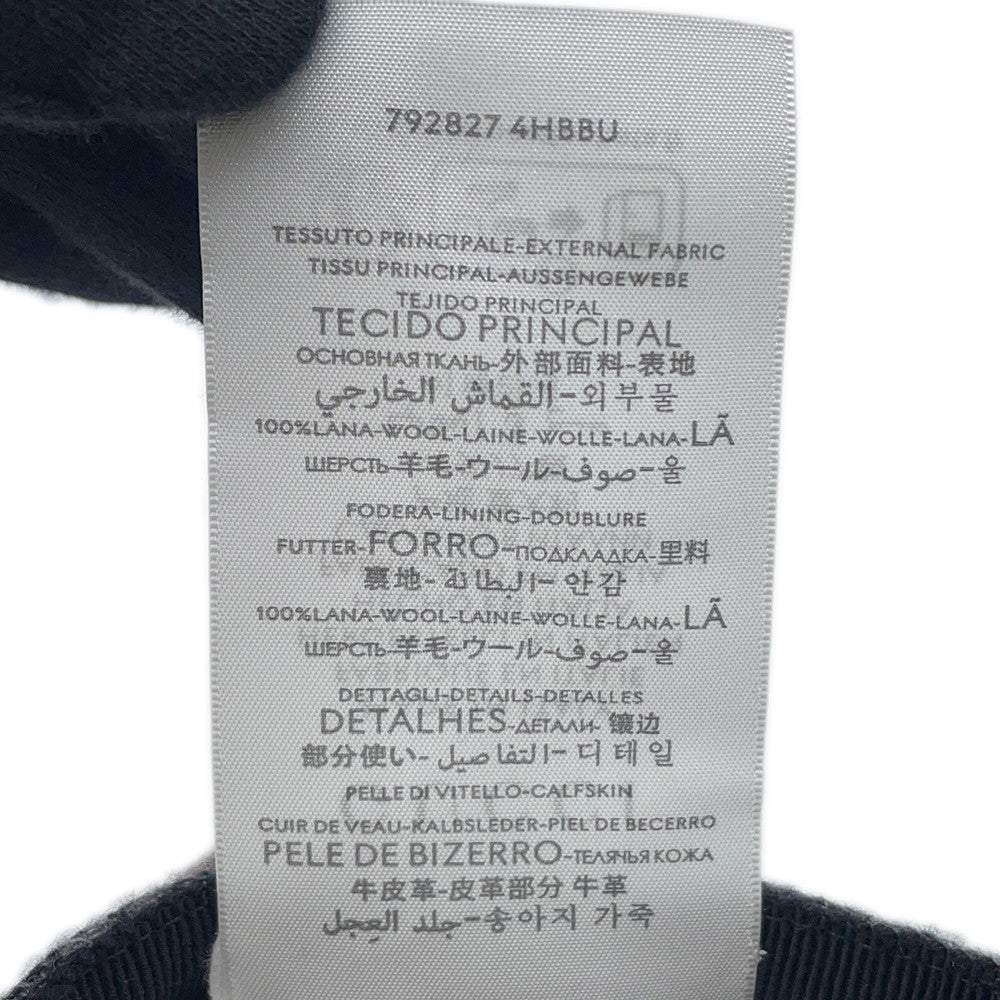 792827 4HBBU
TESSUTO PRINCIPALE-EXTERNAL FABRIC
TISSU PRINCIPAL-AUSSENGEWEBE
TEJIDO PRINCIPAL
TECIDO PRINCIPAL
ОСНОВНАЯ ТКАНЬ-外部面料-表地
القماش الخارجي-외부물
100%LANA-WOOL-LAINE-WOLLE-LANA-LÃ
ШЕРСТЬ-羊毛-ウール-صوف-울
FODERA-LINING-DOUBLURE
FUTTER-FORRO-ПОДКЛАДКА-里料
裏地-البطانة-안감
100%LANA-WOOL-LAINE-WOLLE-LANA-LÃ
ШЕРСТЬ-羊毛-ウール-صوف-울
DETTAGLI-DETAILS-DETALLES
DETALHES-ДЕТАЛИ-镶边
部分使い-التفاصيل-디테일
PELLE DI VITELLO-CALFSKIN
CUIR DE VEAU-KALBSLEDER-PIEL DE BECERRO
PELE DE BIZERRO-ТЕЛЯЧЬЯ КОЖА
牛皮革-皮革部分 牛革
جلد العجل-송아지 가죽